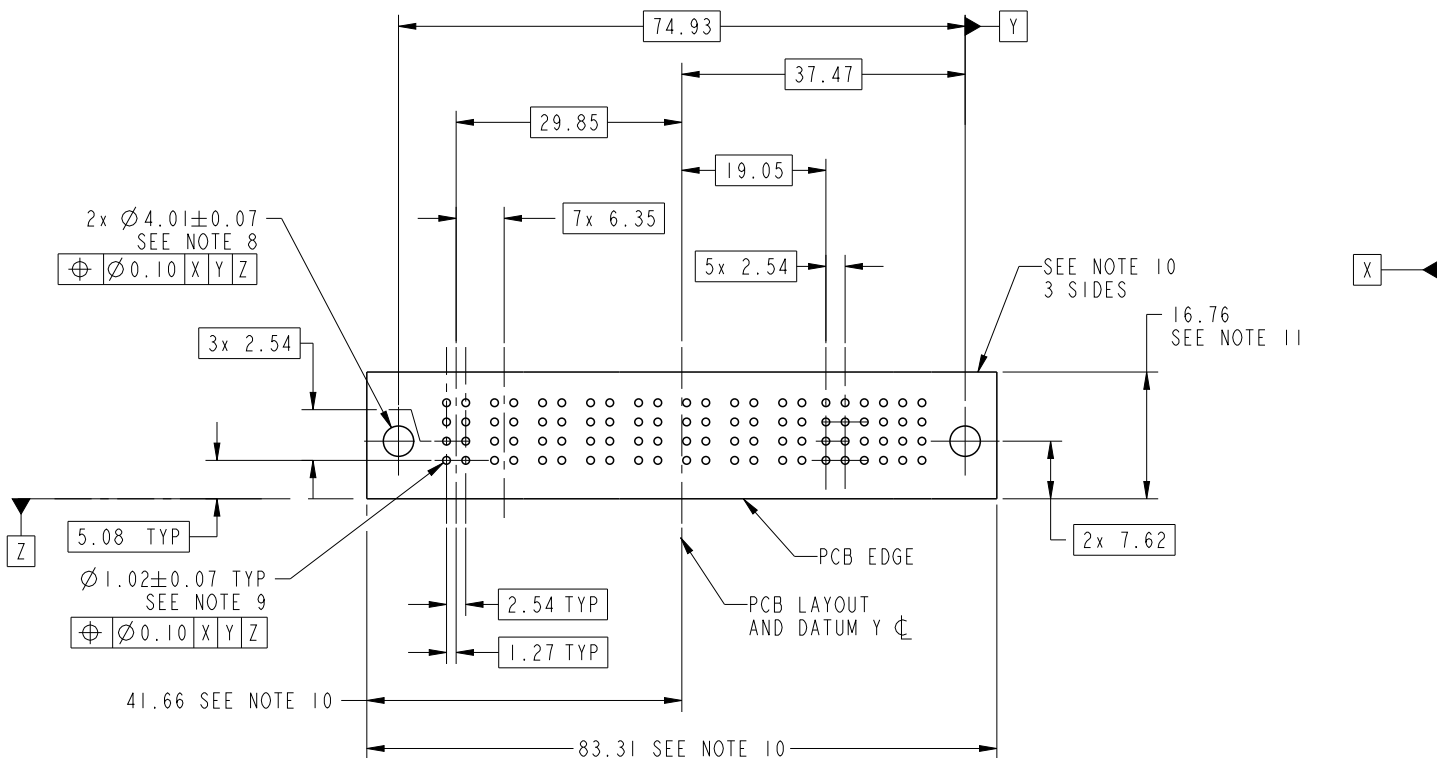 74.93
Y
37.47
29.85
19.05
2x Ø4.01±0.07
SEE NOTE 8
⌖ Ø0.10 X Y Z
7x 6.35
5x 2.54
SEE NOTE 10
3 SIDES
X
16.76
SEE NOTE 11
3x 2.54
5.08 TYP
Z
2x 7.62
PCB EDGE
Ø1.02±0.07 TYP
SEE NOTE 9
⌖ Ø0.10 X Y Z
2.54 TYP
PCB LAYOUT
AND DATUM Y ℄
1.27 TYP
41.66 SEE NOTE 10
83.31 SEE NOTE 10